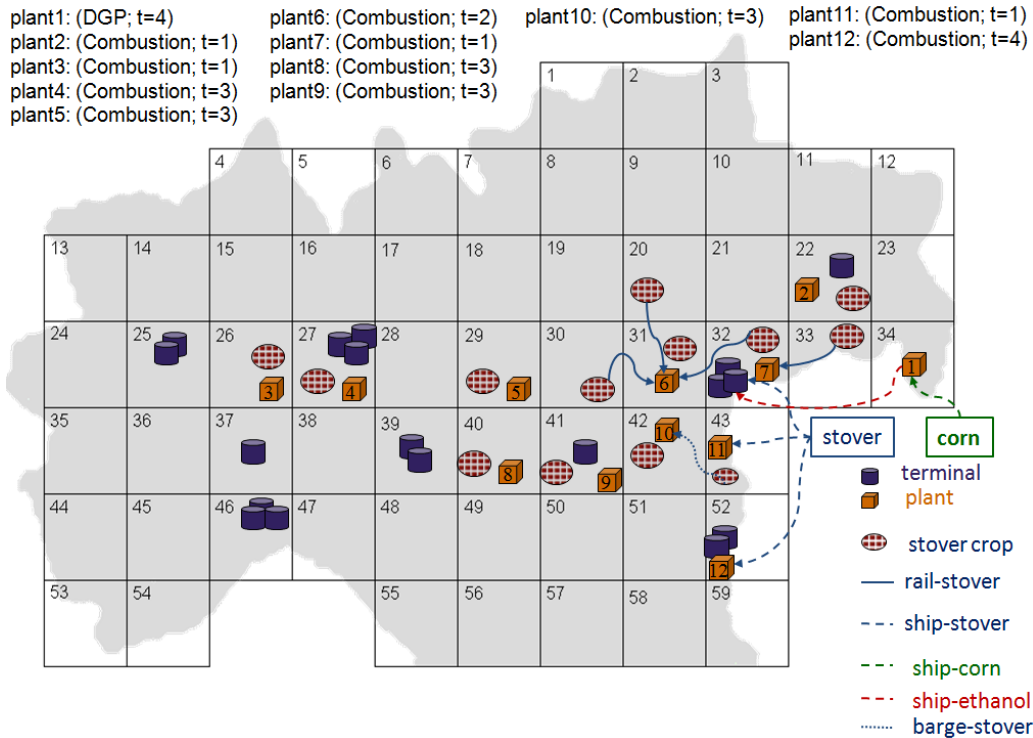 plant1: (DGP; t=4)
plant2: (Combustion; t=1)
plant3: (Combustion; t=1)
plant4: (Combustion; t=3)
plant5: (Combustion; t=3)
plant6: (Combustion; t=2)
plant7: (Combustion; t=1)
plant8: (Combustion; t=3)
plant9: (Combustion; t=3)
plant10: (Combustion; t=3)
plant11: (Combustion; t=1)
plant12: (Combustion; t=4)
1 2 3
4 5 6 7 8 9 10 11 12
13 14 15 16 17 18 19 20 21 22 23
2
24 25 26 27 28 29 30 31 32 33 34
3 4 5 6 7 1
35 36 37 38 39 40 41 42 43
8 9 10 11
stover
corn
44 45 46 47 48 49 50 51 52
12
53 54 55 56 57 58 59
terminal
plant
stover crop
rail-stover
ship-stover
ship-corn
ship-ethanol
barge-stover